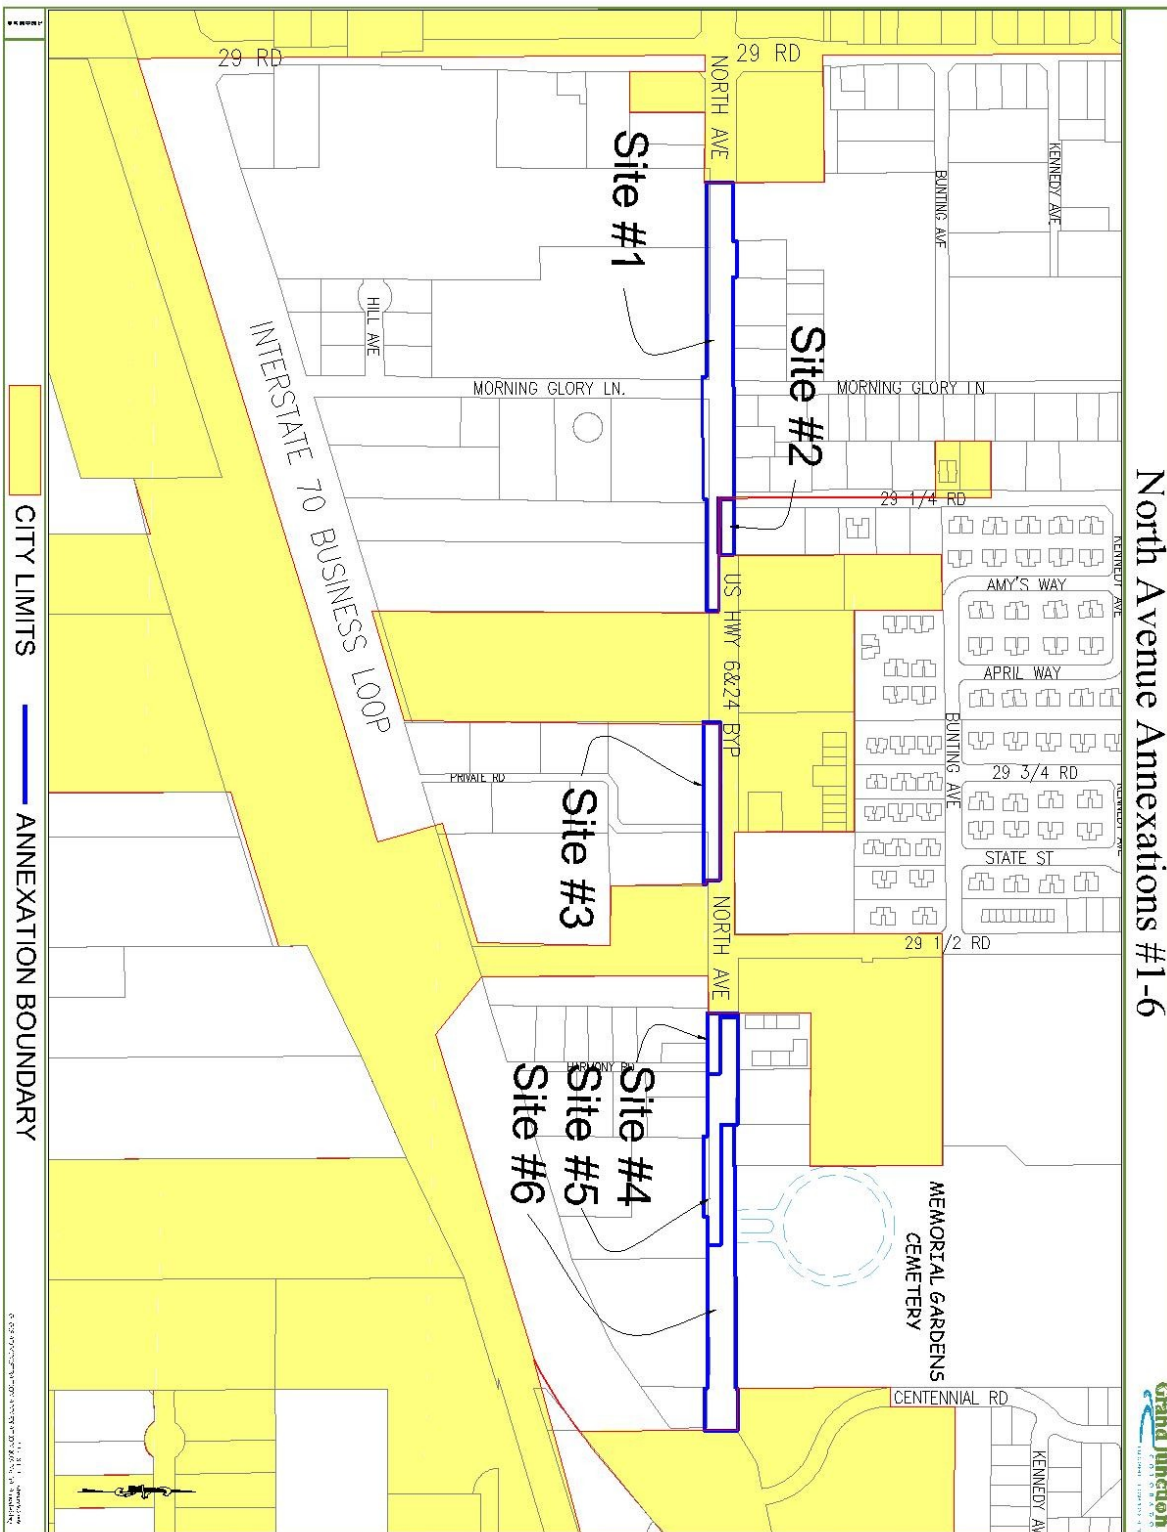 North Avenue Annexations #1-6
Grand Junction
COLORADO
KENNEDY AVE
BUNTING AVE
29 RD
29 RD
NORTH AVE
Site #1
Site #2
HILL AVE
MORNING GLORY LN.
MORNING GLORY LN
INTERSTATE 70 BUSINESS LOOP
29 1/4 RD
KENNEDY AVE
AMY'S WAY
APRIL WAY
US HWY 6&24 BYP
BUNTING AVE
29 3/4 RD
KENNEDY AVE
STATE ST
PRIVATE RD
Site #3
NORTH AVE
29 1/2 RD
HARMONY RD
Site #4
Site #5
Site #6
MEMORIAL GARDENS
CEMETERY
CENTENNIAL RD
KENNEDY AV
CITY LIMITS
ANNEXATION BOUNDARY